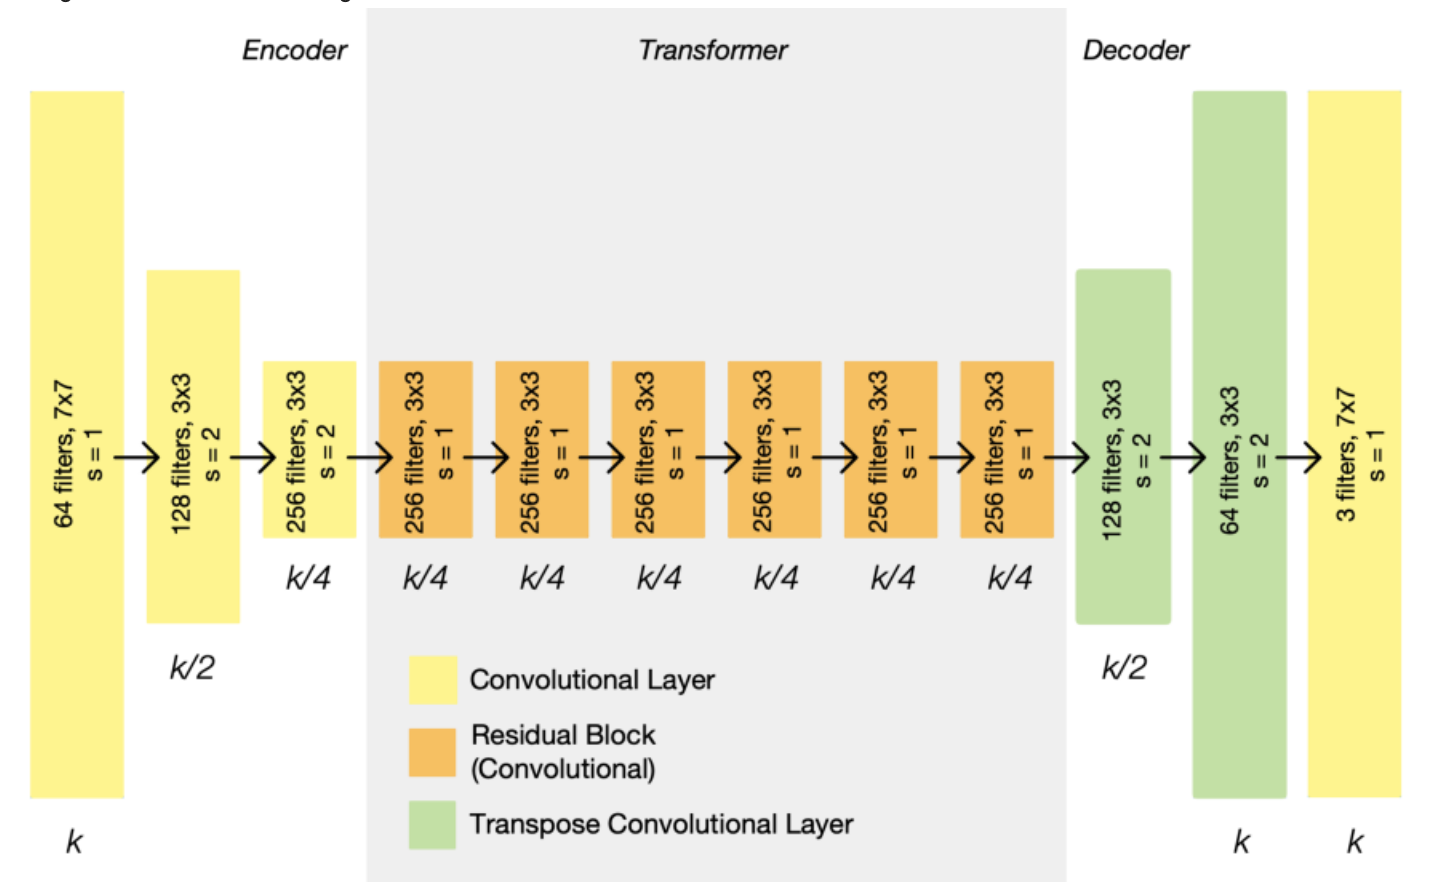 Encoder
Transformer
Decoder
64 filters, 7x7
s = 1
128 filters, 3x3
s = 2
256 filters, 3x3
s = 2
256 filters, 3x3
s = 1
256 filters, 3x3
s = 1
256 filters, 3x3
s = 1
256 filters, 3x3
s = 1
256 filters, 3x3
s = 1
256 filters, 3x3
s = 1
128 filters, 3x3
s = 2
64 filters, 3x3
s = 2
3 filters, 7x7
s = 1
k
k/2
k/4
k/4
k/4
k/4
k/4
k/4
k/4
k/2
k
k
Convolutional Layer
Residual Block
(Convolutional)
Transpose Convolutional Layer